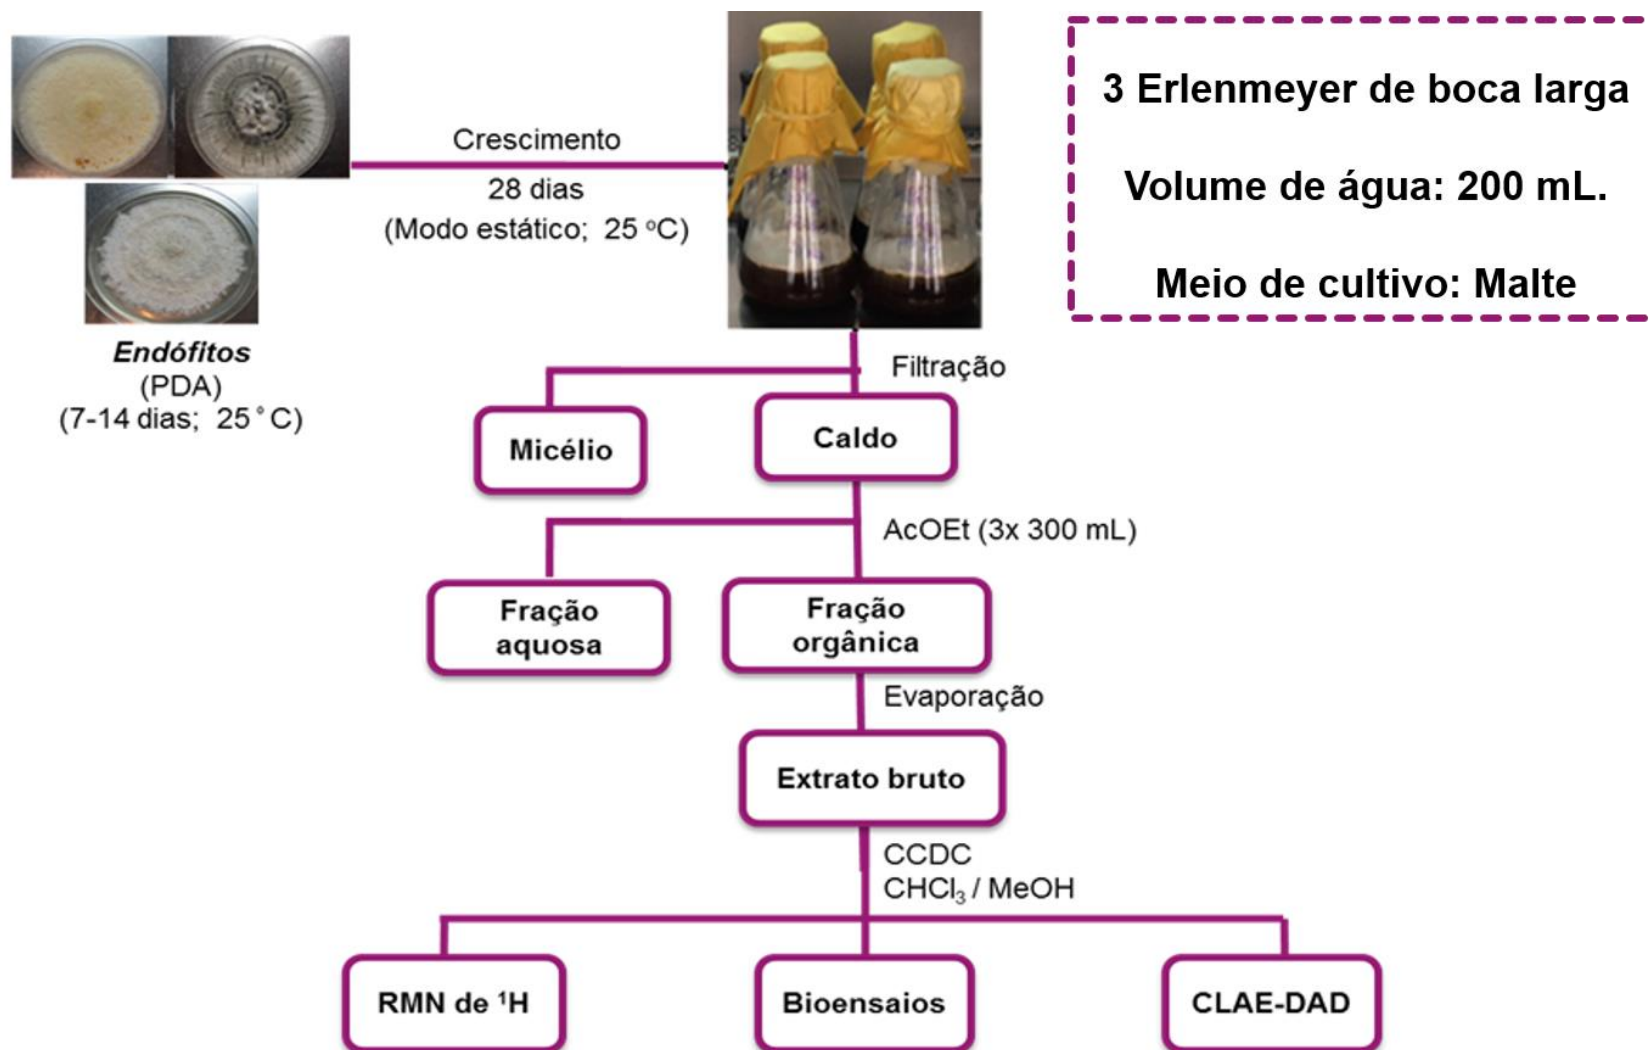 3 Erlenmeyer de boca larga
Volume de água: 200 mL.
Meio de cultivo: Malte
Crescimento
28 dias
(Modo estático; 25 ºC)
Endófitos
(PDA)
(7-14 dias; 25 ° C)
Filtração
Micélio
Caldo
AcOEt (3x 300 mL)
Fração
aquosa
Fração
orgânica
Evaporação
Extrato bruto
CCDC
CHCl₃ / MeOH
RMN de ¹H
Bioensaios
CLAE-DAD